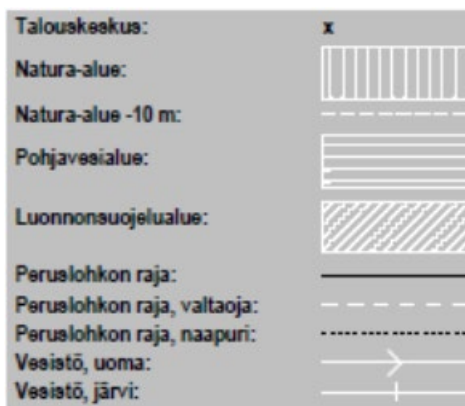 Talouskeskus: x
Natura-alue:
Natura-alue -10 m:
Pohjavesialue:
Luonnonsuojelualue:
Peruslohkon raja:
Peruslohkon raja, valtaoja:
Peruslohkon raja, naapuri:
Vesistö, uoma:
Vesistö, järvi: